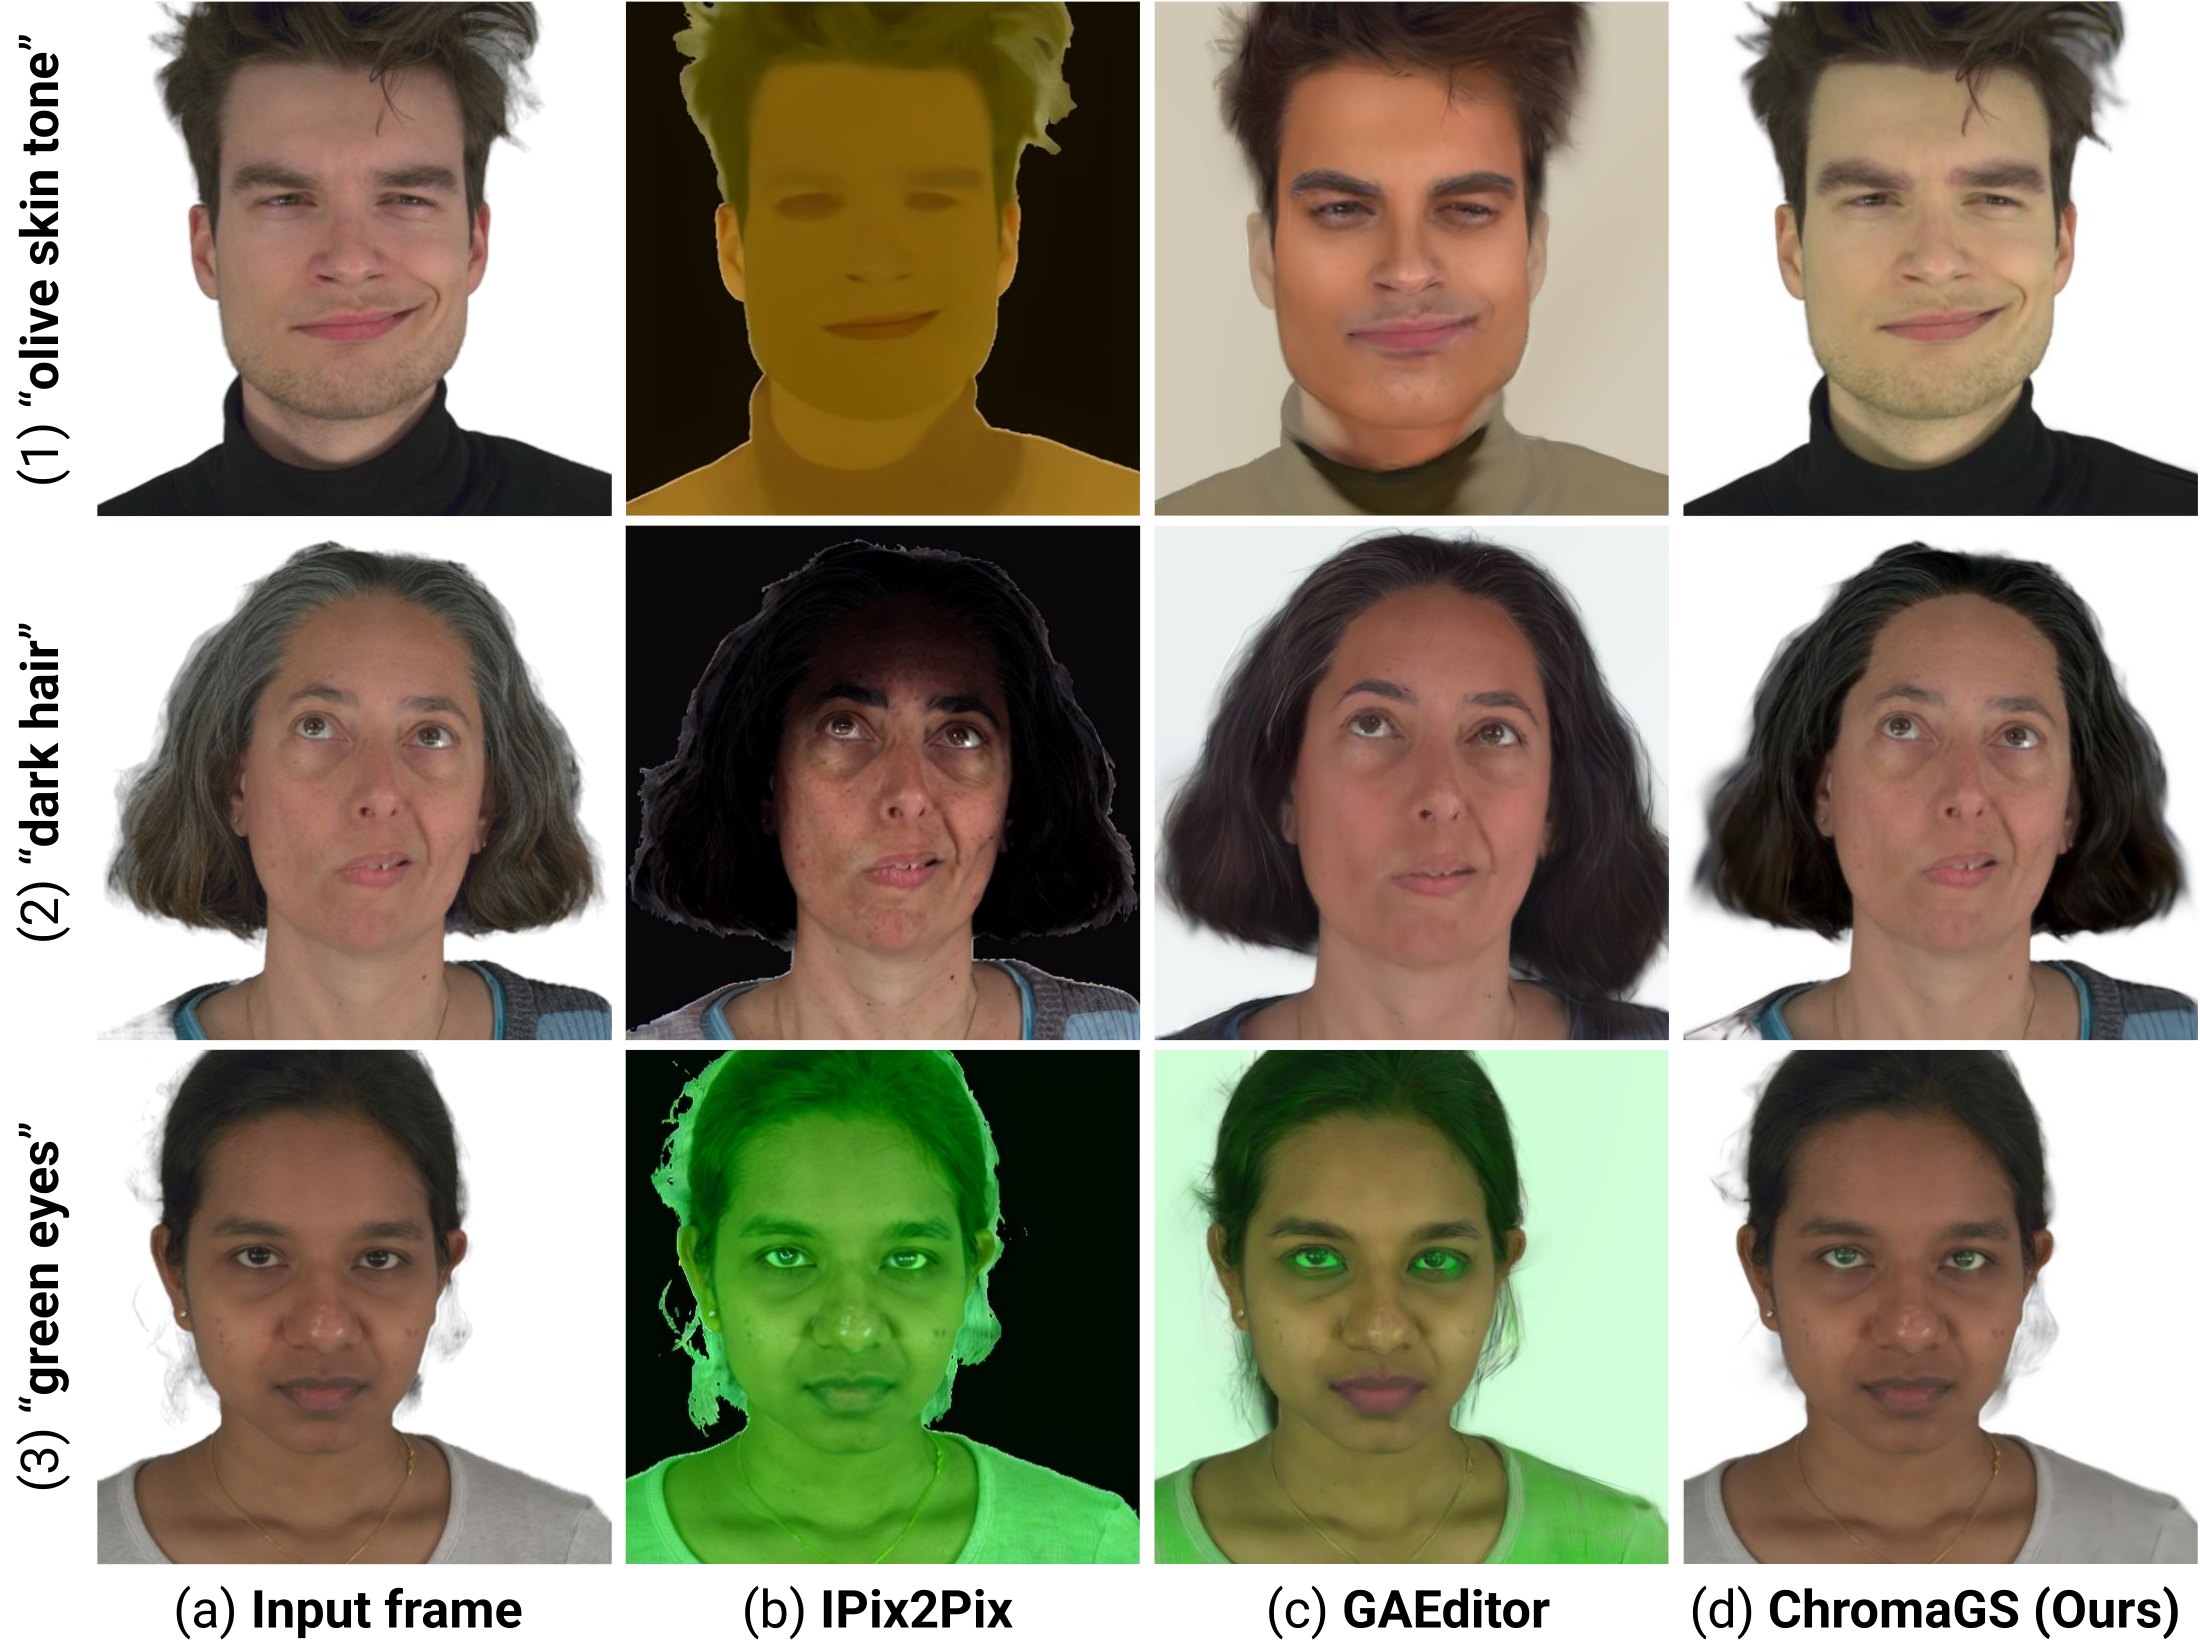 (1) “olive skin tone”
(2) “dark hair”
(3) “green eyes”
(a) Input frame
(b) IPix2Pix
(c) GAEditor
(d) ChromaGS (Ours)